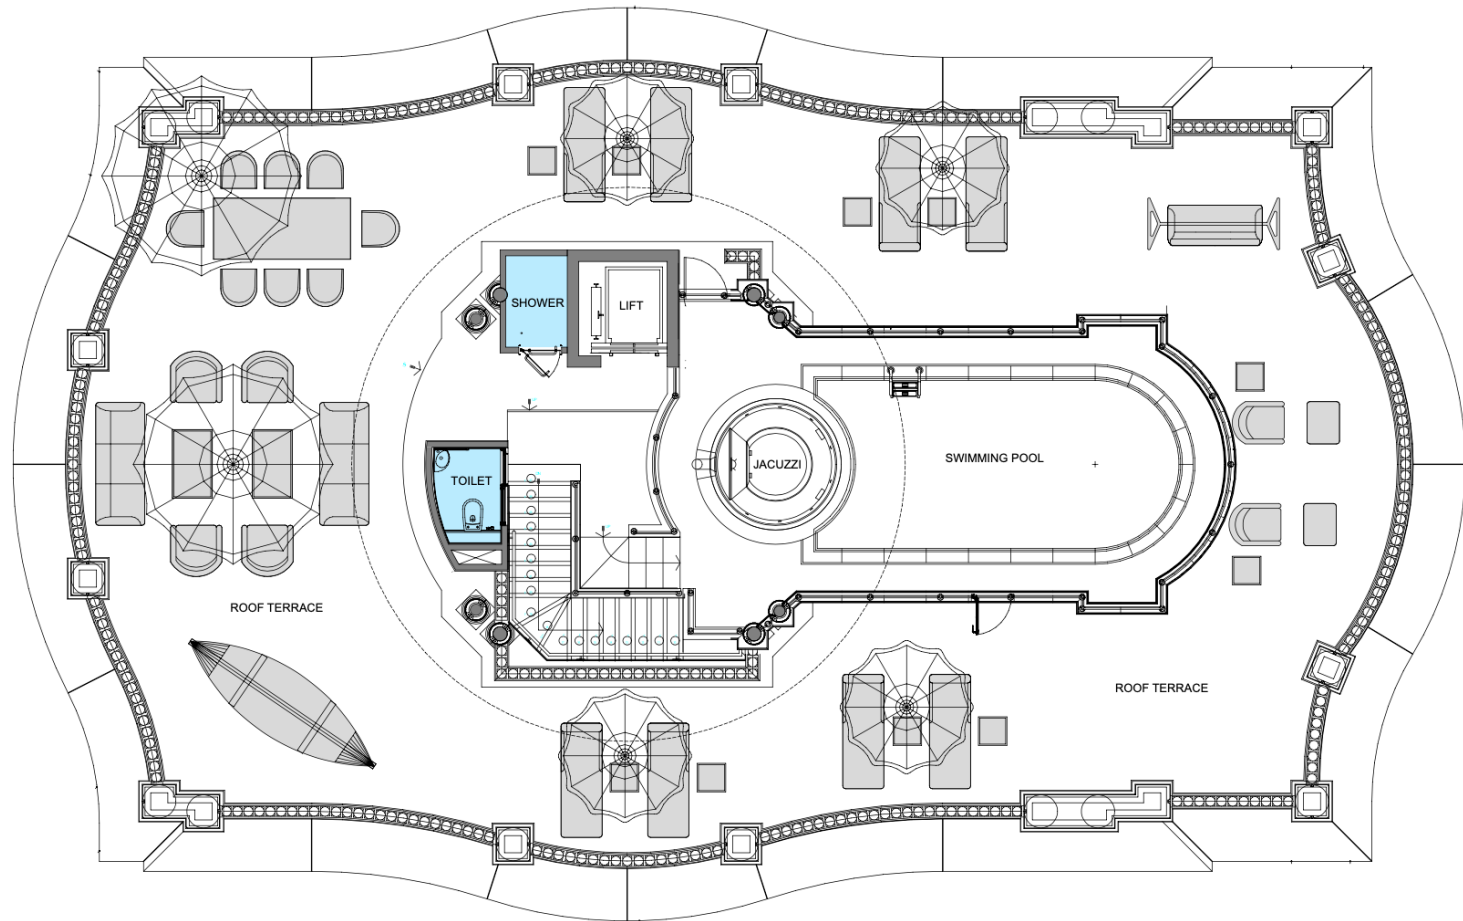 SHOWER
LIFT
TOILET
JACUZZI
SWIMMING POOL
ROOF TERRACE
ROOF TERRACE